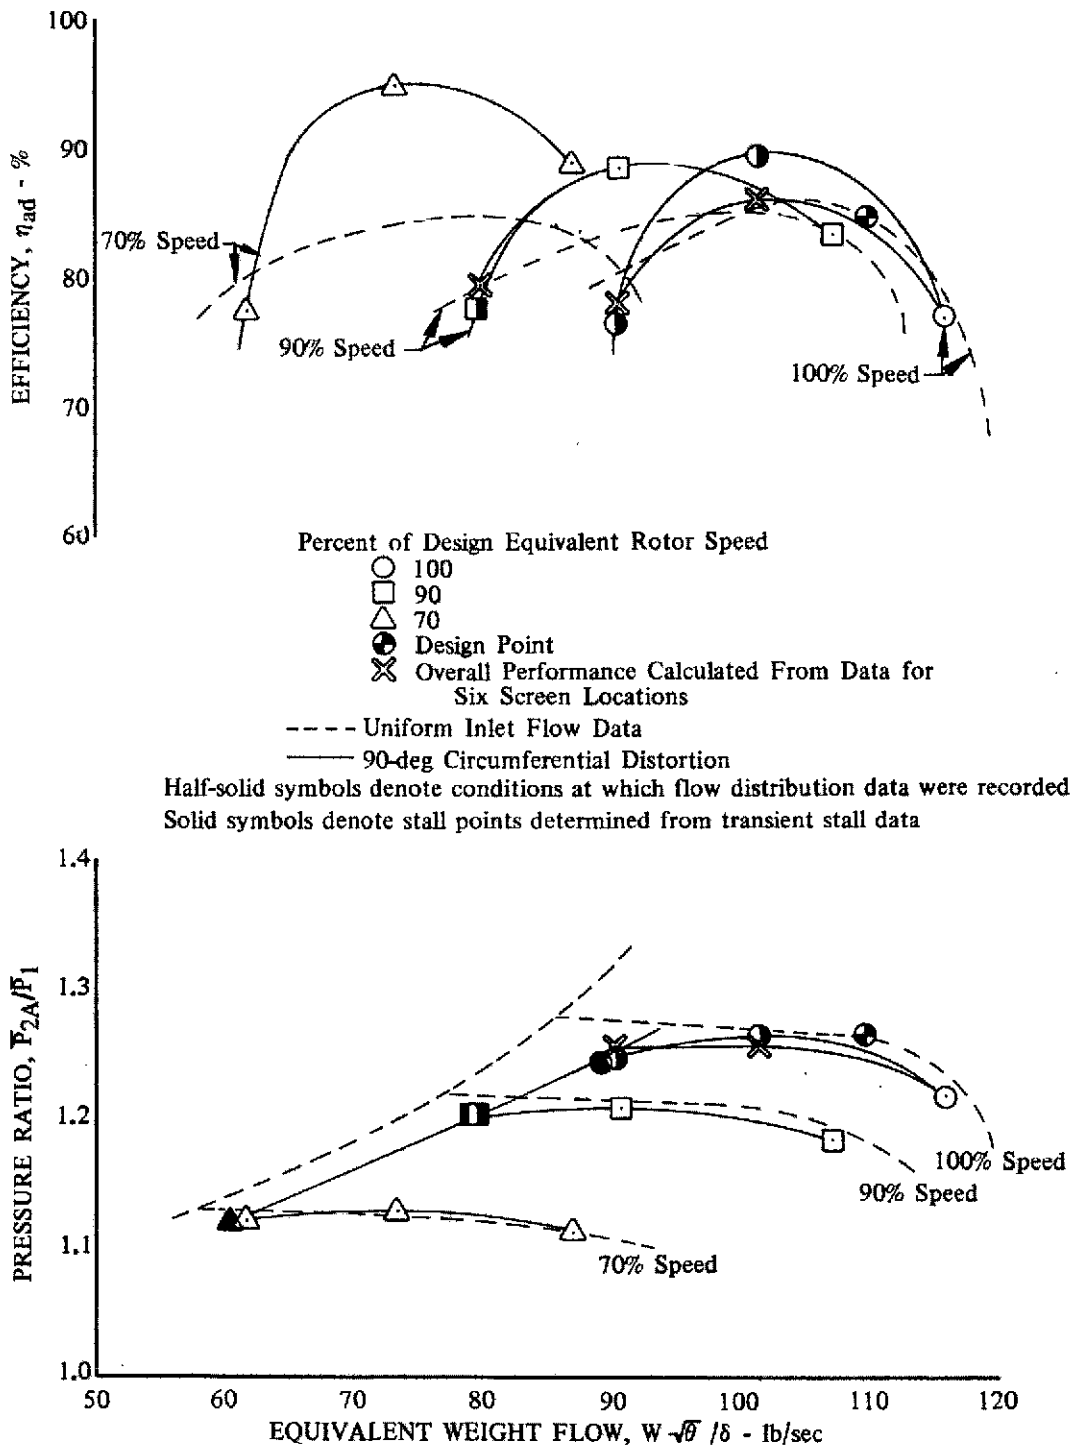 100
90
80
70
60
EFFICIENCY, ηad - %
70% Speed
90% Speed
100% Speed
Percent of Design Equivalent Rotor Speed
100
90
70
Design Point
Overall Performance Calculated From Data for
Six Screen Locations
Uniform Inlet Flow Data
90-deg Circumferential Distortion
Half-solid symbols denote conditions at which flow distribution data were recorded
Solid symbols denote stall points determined from transient stall data
1.4
1.3
1.2
1.1
1.0
PRESSURE RATIO, P̅2A/P̅1
100% Speed
90% Speed
70% Speed
50 60 70 80 90 100 110 120
EQUIVALENT WEIGHT FLOW, W √θ /δ - lb/sec